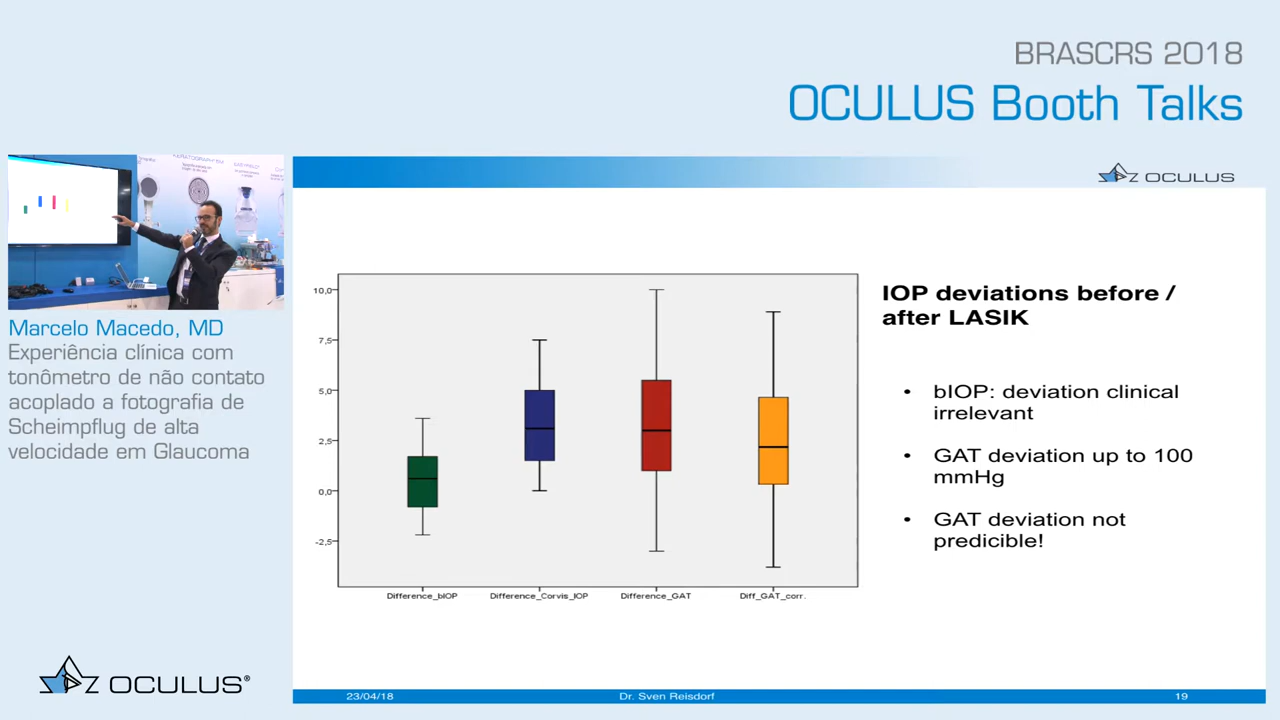 BRASCRS 2018
OCULUS Booth Talks
OCULUS
Marcelo Macedo, MD
Experiência clínica com
tonômetro de não contato
acoplado a fotografia de
Scheimpflug de alta
velocidade em Glaucoma
10,0
7,5
5,0
2,5
0,0
-2,5
Difference_bIOP
Difference_Corvis_IOP
Difference_GAT
Diff_GAT_corr.
IOP deviations before /
after LASIK
• bIOP: deviation clinical
irrelevant
• GAT deviation up to 100
mmHg
• GAT deviation not
predicible!
OCULUS®
23/04/18
Dr. Sven Reisdorf
19